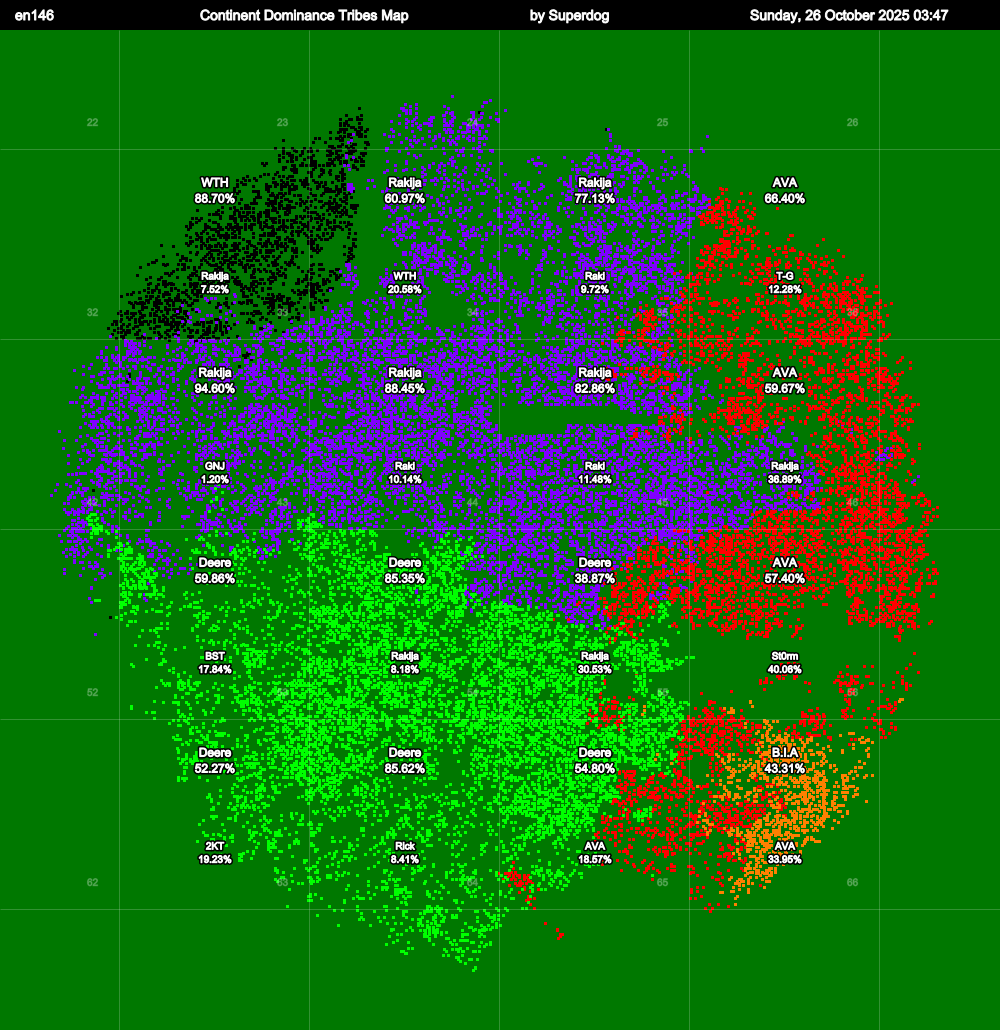 en146 Continent Dominance Tribes Map by Superdog Sunday, 26 October 2025 03:47
22 23 24 25 26
WTH Rakija Rakija AVA
88.70% 60.97% 77.13% 66.40%
Rakija WTH Raki T-G
7.52% 20.58% 9.72% 12.28%
32 33 34 35 36
Rakija Rakija Rakija AVA
94.60% 88.45% 82.86% 59.67%
GNJ Raki Raki Rakija
1.20% 10.14% 11.48% 36.89%
42 43 44 45 46
Deere Deere Deere AVA
59.86% 85.35% 38.87% 57.40%
BST Rakija Rakija St0rm
17.84% 8.18% 30.53% 40.06%
52 53 54 55 56
Deere Deere Deere B.I.A
52.27% 85.62% 54.80% 43.31%
2KT Rick AVA AVA
19.23% 8.41% 18.57% 33.95%
62 63 64 65 66